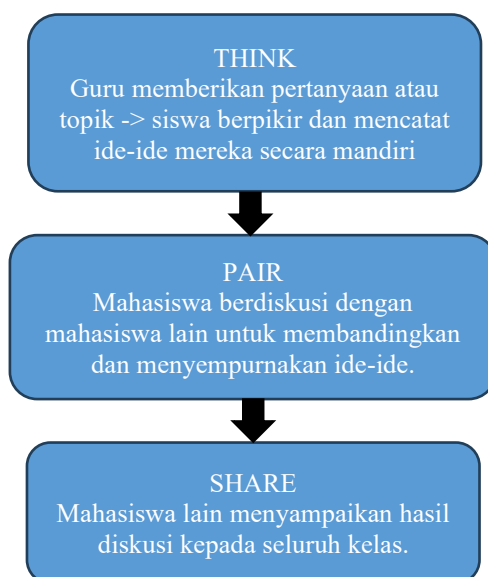 THINK
Guru memberikan pertanyaan atau
topik -> siswa berpikir dan mencatat
ide-ide mereka secara mandiri
PAIR
Mahasiswa berdiskusi dengan
mahasiswa lain untuk membandingkan
dan menyempurnakan ide-ide.
SHARE
Mahasiswa lain menyampaikan hasil
diskusi kepada seluruh kelas.